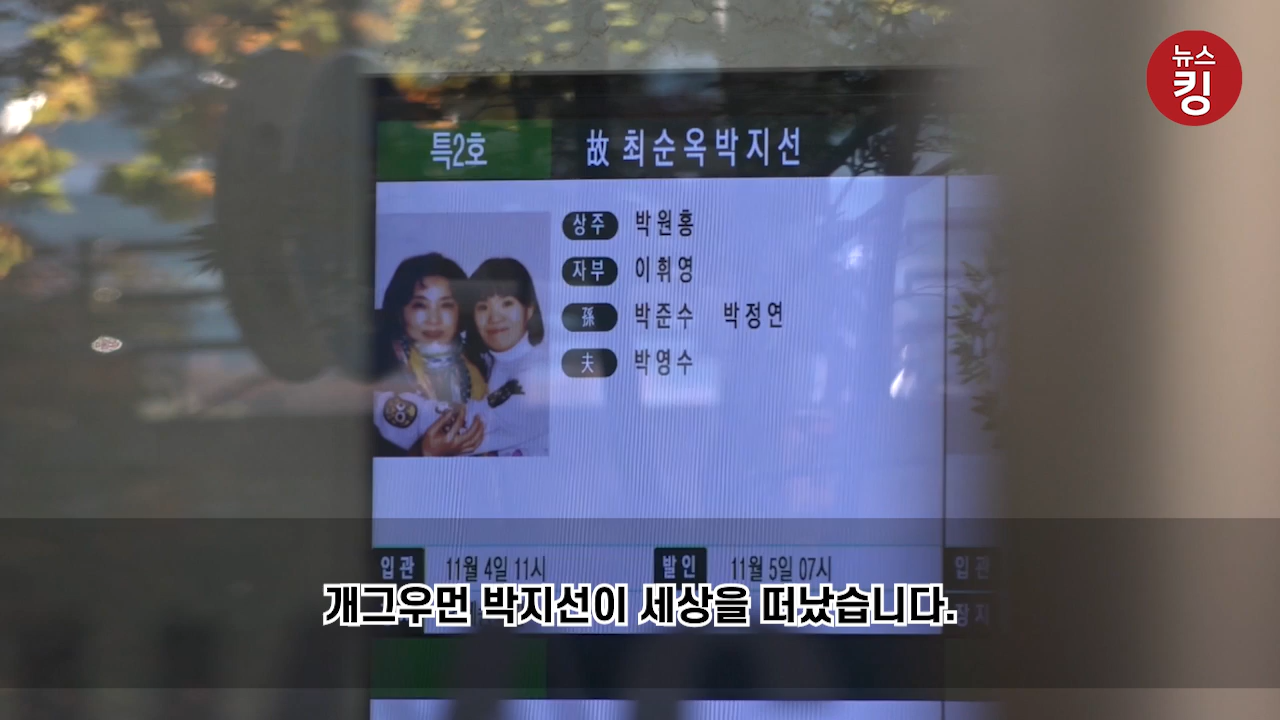 뉴스
킹
특2호 故 최순옥박지선
상주 박원홍
자부 이휘영
孫 박준수 박정연
夫 박영수
입관 11월 4일 11시 발인 11월 5일 07시 입관
개그우먼 박지선이 세상을 떠났습니다.
장지